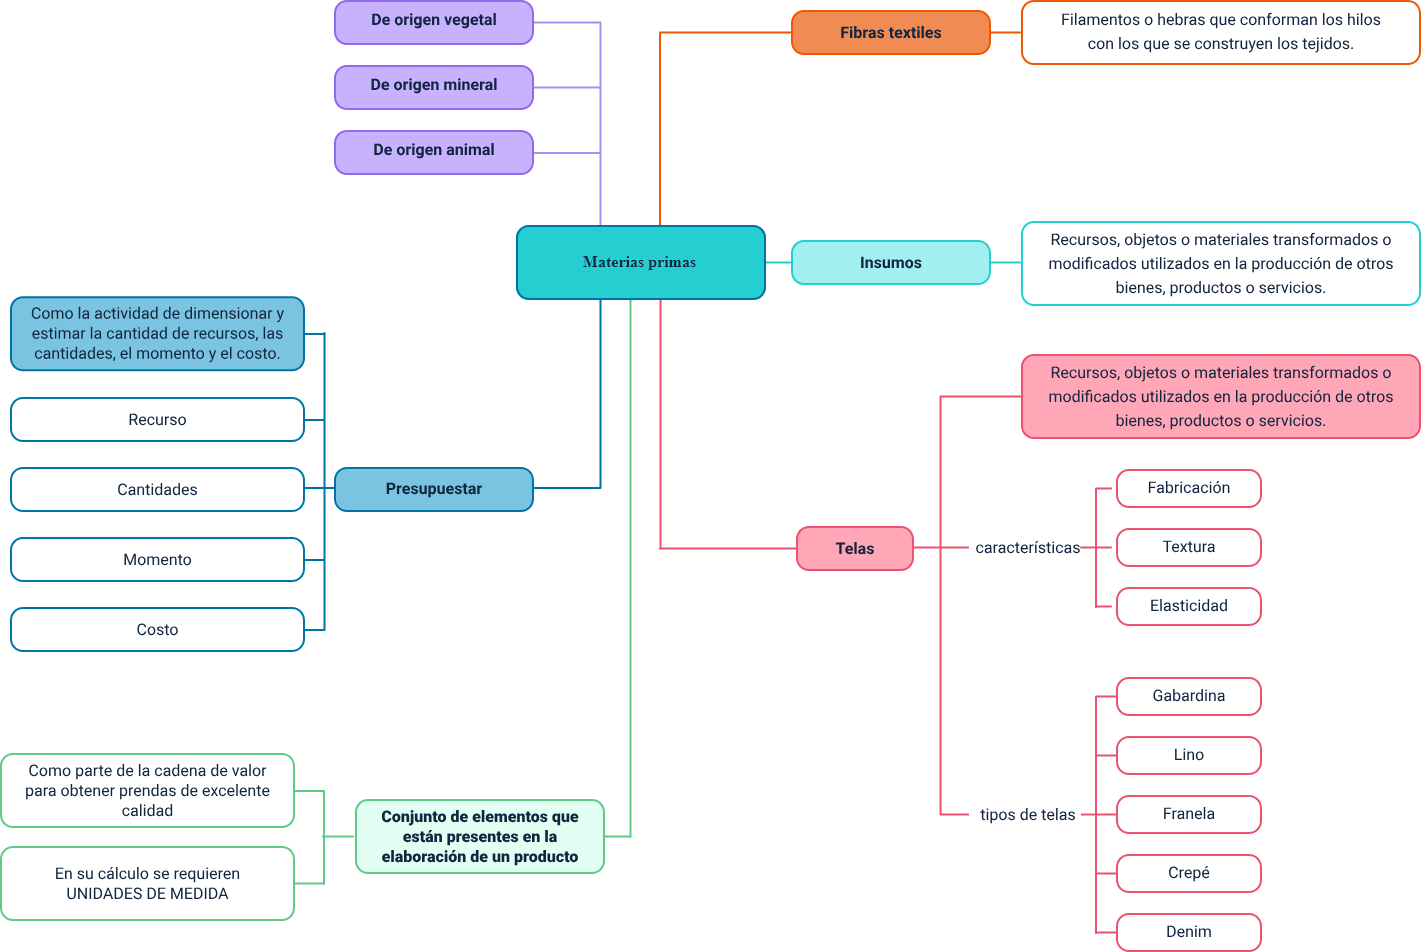 De origen vegetal
De origen mineral
De origen animal
Fibras textiles
Filamentos o hebras que conforman los hilos
con los que se construyen los tejidos.
Materias primas
Insumos
Recursos, objetos o materiales transformados o
modificados utilizados en la producción de otros
bienes, productos o servicios.
Como la actividad de dimensionar y
estimar la cantidad de recursos, las
cantidades, el momento y el costo.
Recurso
Cantidades
Momento
Costo
Presupuestar
Recursos, objetos o materiales transformados o
modificados utilizados en la producción de otros
bienes, productos o servicios.
Telas
características
Fabricación
Textura
Elasticidad
tipos de telas
Gabardina
Lino
Franela
Crepé
Denim
Como parte de la cadena de valor
para obtener prendas de excelente
calidad
En su cálculo se requieren
UNIDADES DE MEDIDA
Conjunto de elementos que
están presentes en la
elaboración de un producto